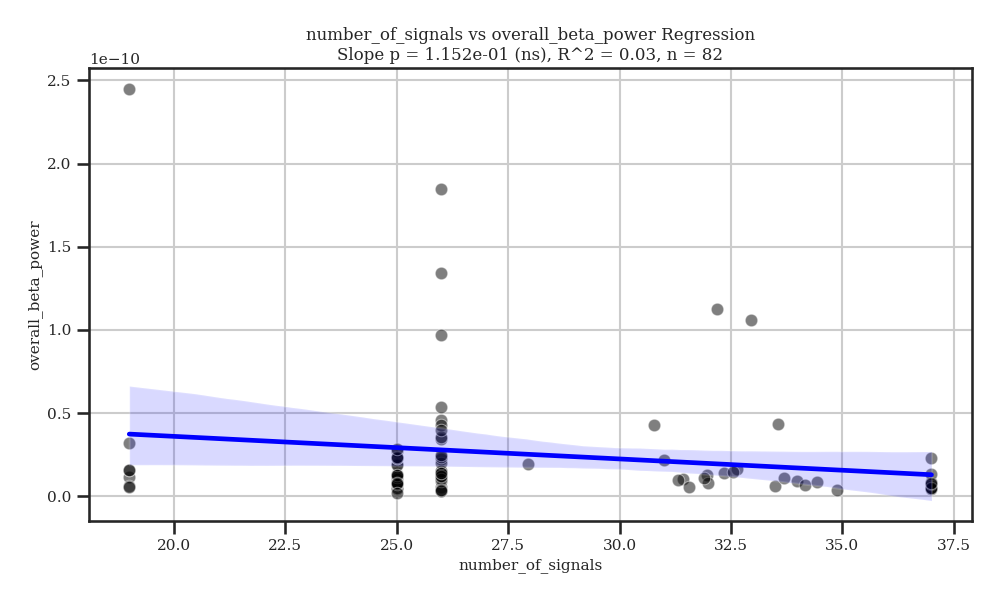 number_of_signals vs overall_beta_power Regression
Slope p = 1.152e-01 (ns), R^2 = 0.03, n = 82
1e−10
2.5
2.0
1.5
1.0
0.5
0.0
overall_beta_power
20.0 22.5 25.0 27.5 30.0 32.5 35.0 37.5
number_of_signals